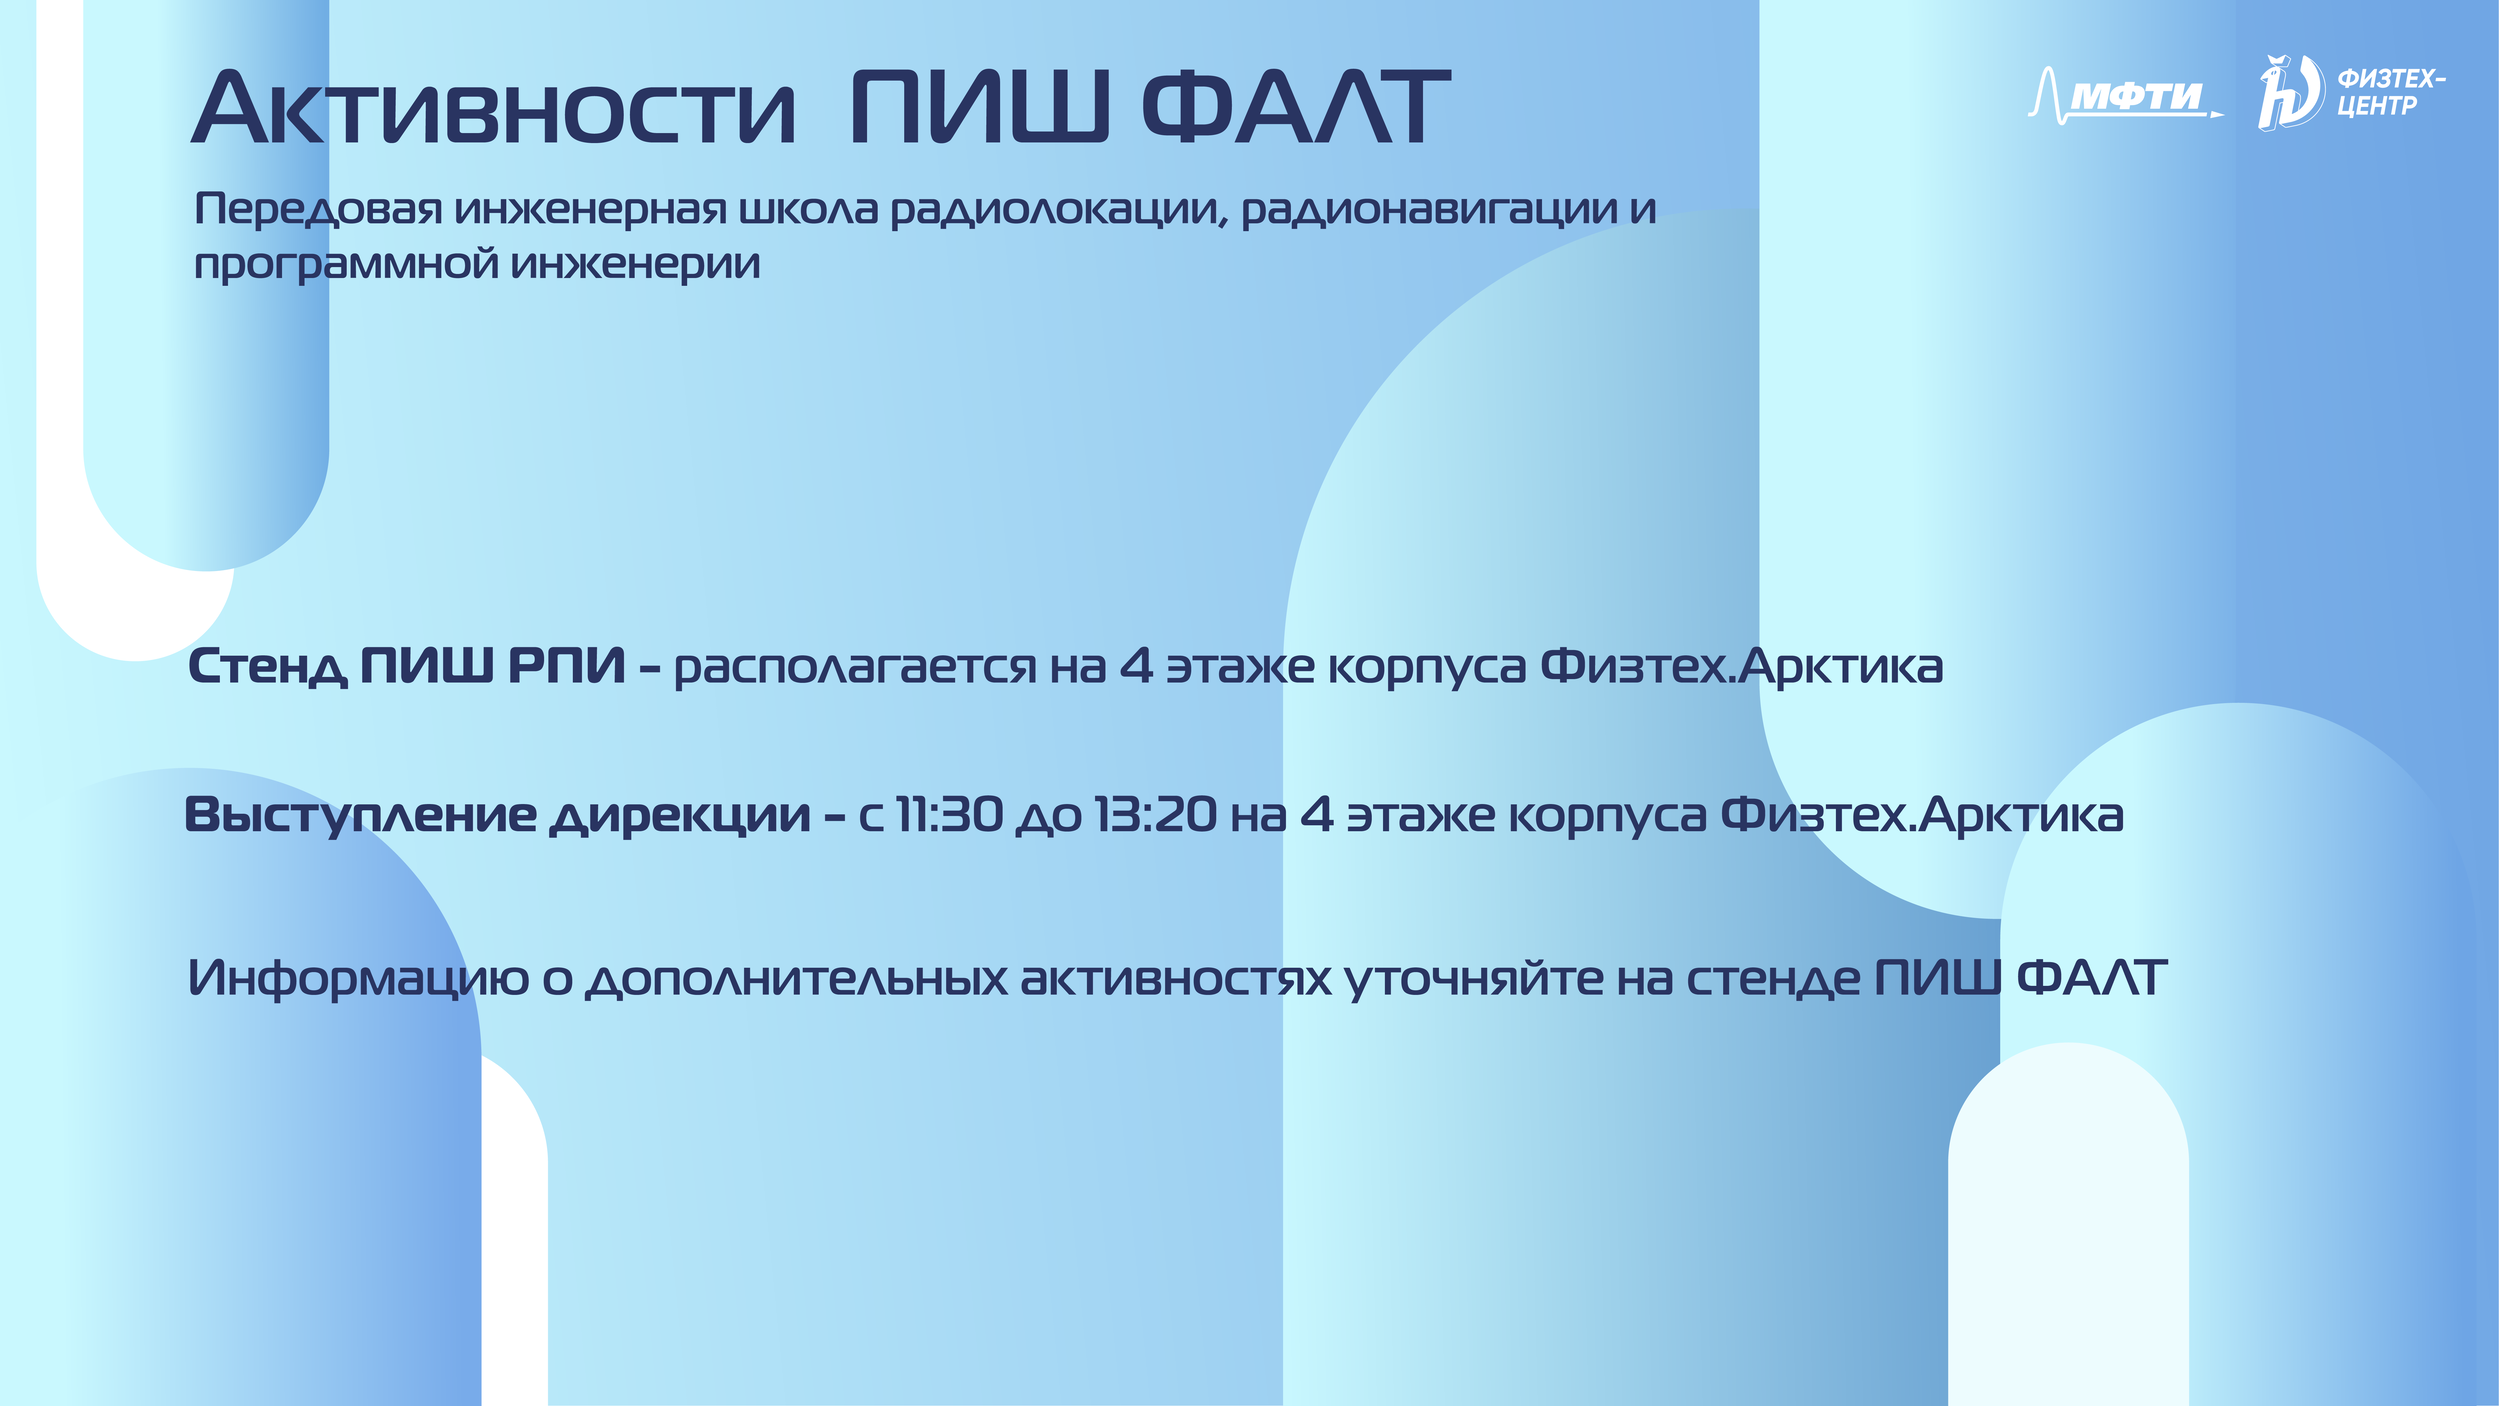 Активности ПИШ ФАЛТ
МФТИ
ФИЗТЕХ-
ЦЕНТР
Передовая инженерная школа радиолокации, радионавигации и
программной инженерии
Стенд ПИШ РПИ – располагается на 4 этаже корпуса Физтех.Арктика
Выступление дирекции – с 11:30 до 13:20 на 4 этаже корпуса Физтех.Арктика
Информацию о дополнительных активностях уточняйте на стенде ПИШ ФАЛТ